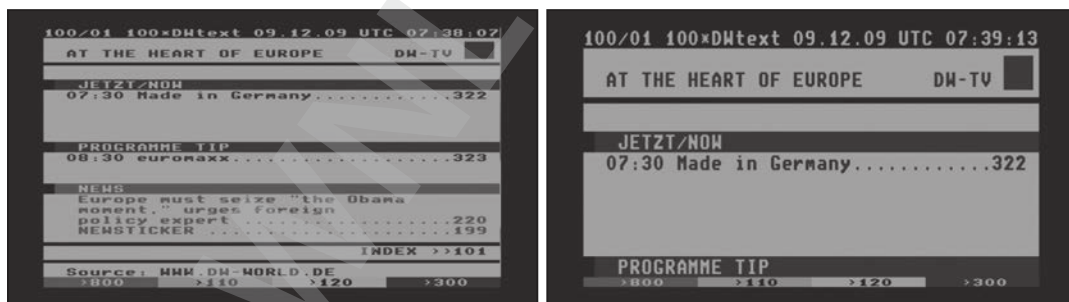 100/01 100*DWtext 09.12.09 UTC 07:38:07
AT THE HEART OF EUROPE DW-TV
JETZT/NOW
07:30 Made in Germany............322
PROGRAMME TIP
08:30 euromaxx...................323
NEWS
Europe must seize "the Obama
moment," urges foreign
policy expert ...................220
NEWSTICKER ......................199
INDEX >>101
Source: WWW.DW-WORLD.DE
>800 >110 >120 >300
100/01 100*DWtext 09.12.09 UTC 07:39:13
AT THE HEART OF EUROPE DW-TV
JETZT/NOW
07:30 Made in Germany............322
PROGRAMME TIP
>800 >110 >120 >300